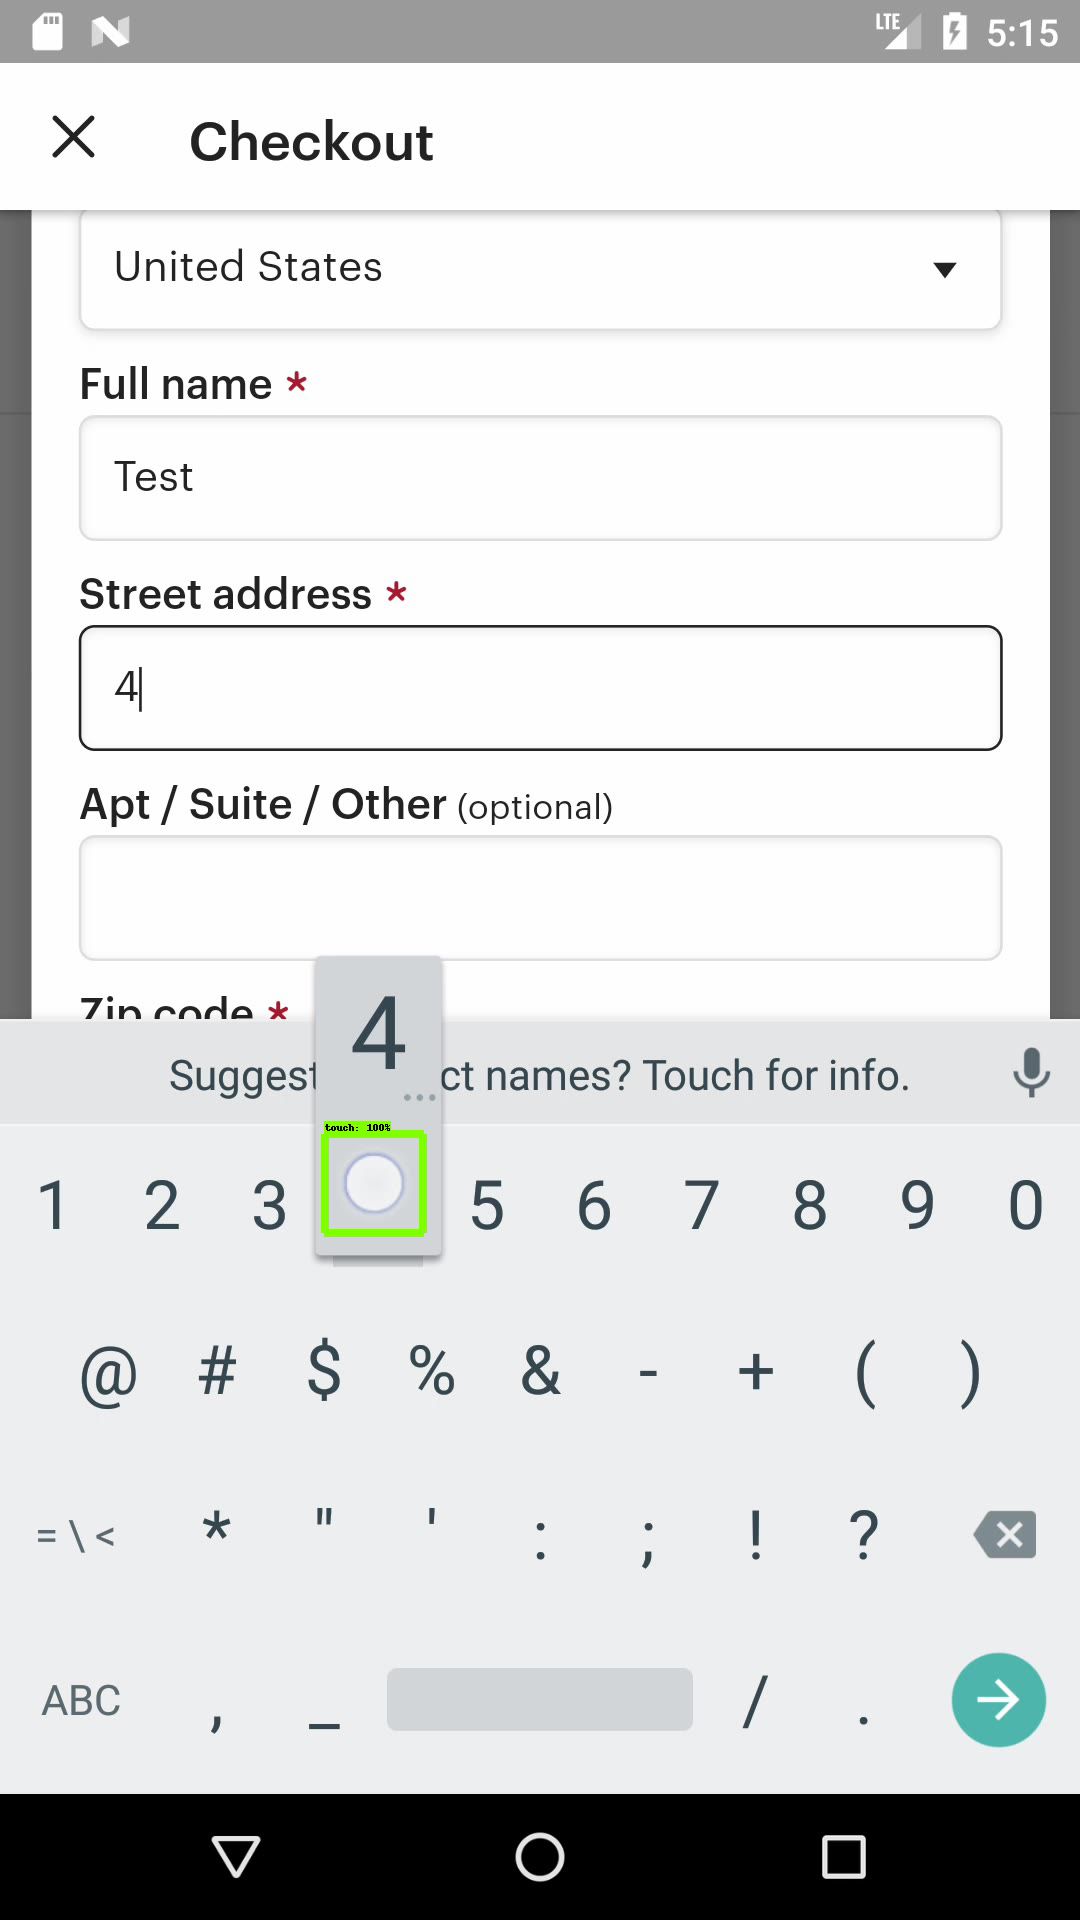 LTE 5:15
Checkout
United States
Full name *
Test
Street address *
4
Apt / Suite / Other (optional)
Zip code *
4
Suggest ct names? Touch for info.
...
touch: 100%
1 2 3 5 6 7 8 9 0
@ # $ % & - + ( )
= \ < * " ' : ; ! ?
ABC , _ / .